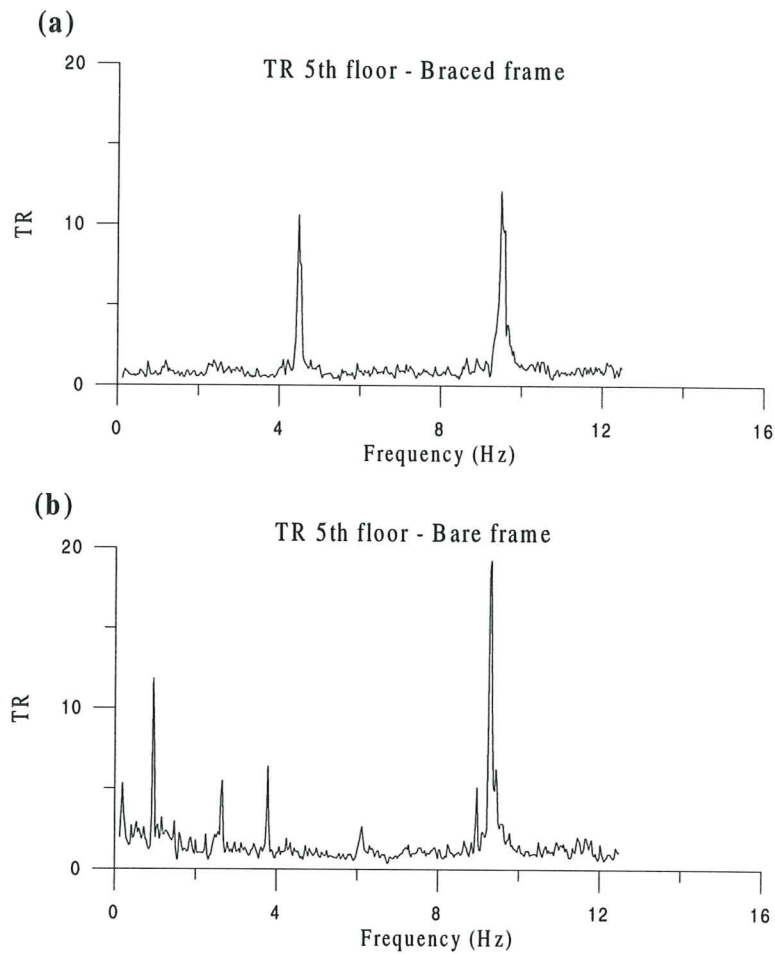 (a)
TR 5th floor - Braced frame
20
10
0
TR
0 4 8 12 16
Frequency (Hz)
(b)
TR 5th floor - Bare frame
20
10
0
TR
0 4 8 12 16
Frequency (Hz)